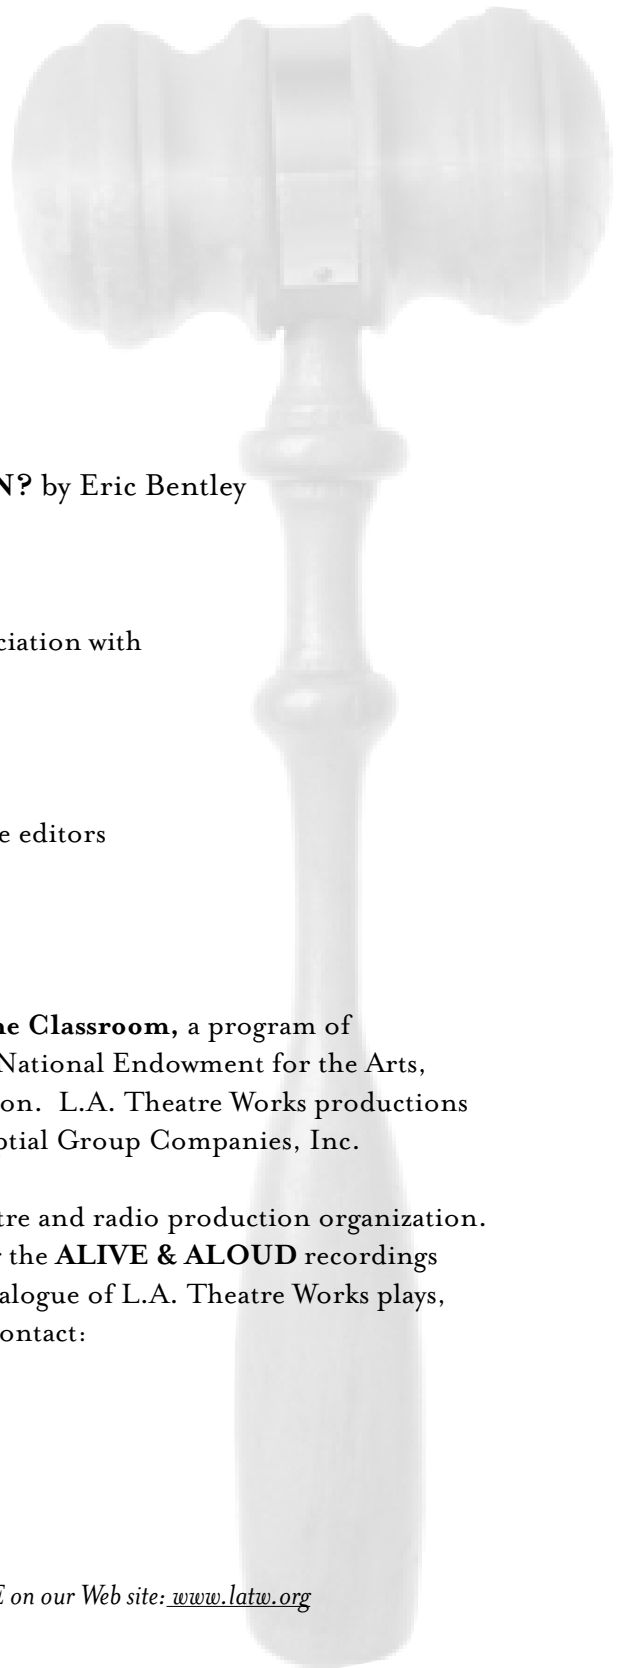 N? by Eric Bentley
ciation with
e editors
ne Classroom, a program of
National Endowment for the Arts,
on. L.A. Theatre Works productions
ptial Group Companies, Inc.
tre and radio production organization.
r the ALIVE & ALOUD recordings
alogue of L.A. Theatre Works plays,
ontact:
E on our Web site: www.latw.org